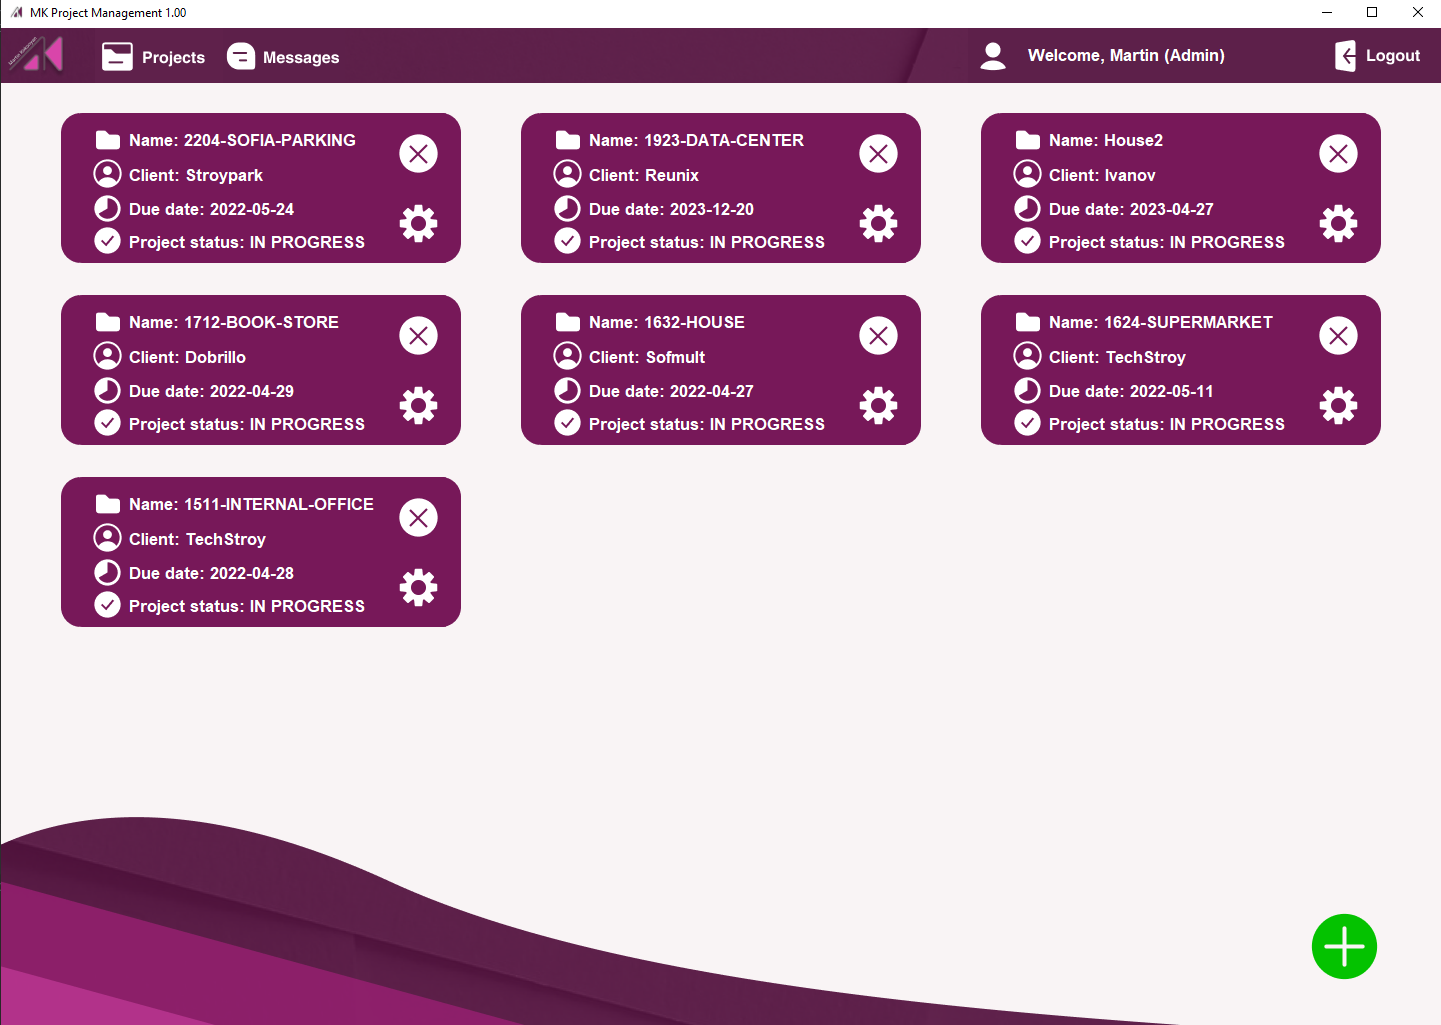 MK Project Management 1.00
Projects
Messages
Welcome, Martin (Admin)
Logout
Name: 2204-SOFIA-PARKING
Client: Stroypark
Due date: 2022-05-24
Project status: IN PROGRESS
Name: 1923-DATA-CENTER
Client: Reunix
Due date: 2023-12-20
Project status: IN PROGRESS
Name: House2
Client: Ivanov
Due date: 2023-04-27
Project status: IN PROGRESS
Name: 1712-BOOK-STORE
Client: Dobrillo
Due date: 2022-04-29
Project status: IN PROGRESS
Name: 1632-HOUSE
Client: Sofmult
Due date: 2022-04-27
Project status: IN PROGRESS
Name: 1624-SUPERMARKET
Client: TechStroy
Due date: 2022-05-11
Project status: IN PROGRESS
Name: 1511-INTERNAL-OFFICE
Client: TechStroy
Due date: 2022-04-28
Project status: IN PROGRESS